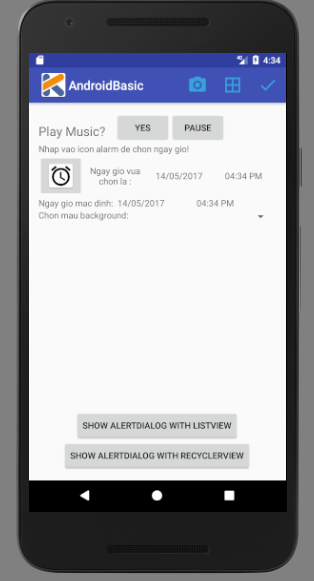 4:34
AndroidBasic
Play Music? YES PAUSE
Nhap vao icon alarm de chon ngay gio!
Ngay gio vua
chon la : 14/05/2017 04:34 PM
Ngay gio mac dinh: 14/05/2017 04:34 PM
Chon mau background:
SHOW ALERTDIALOG WITH LISTVIEW
SHOW ALERTDIALOG WITH RECYCLERVIEW